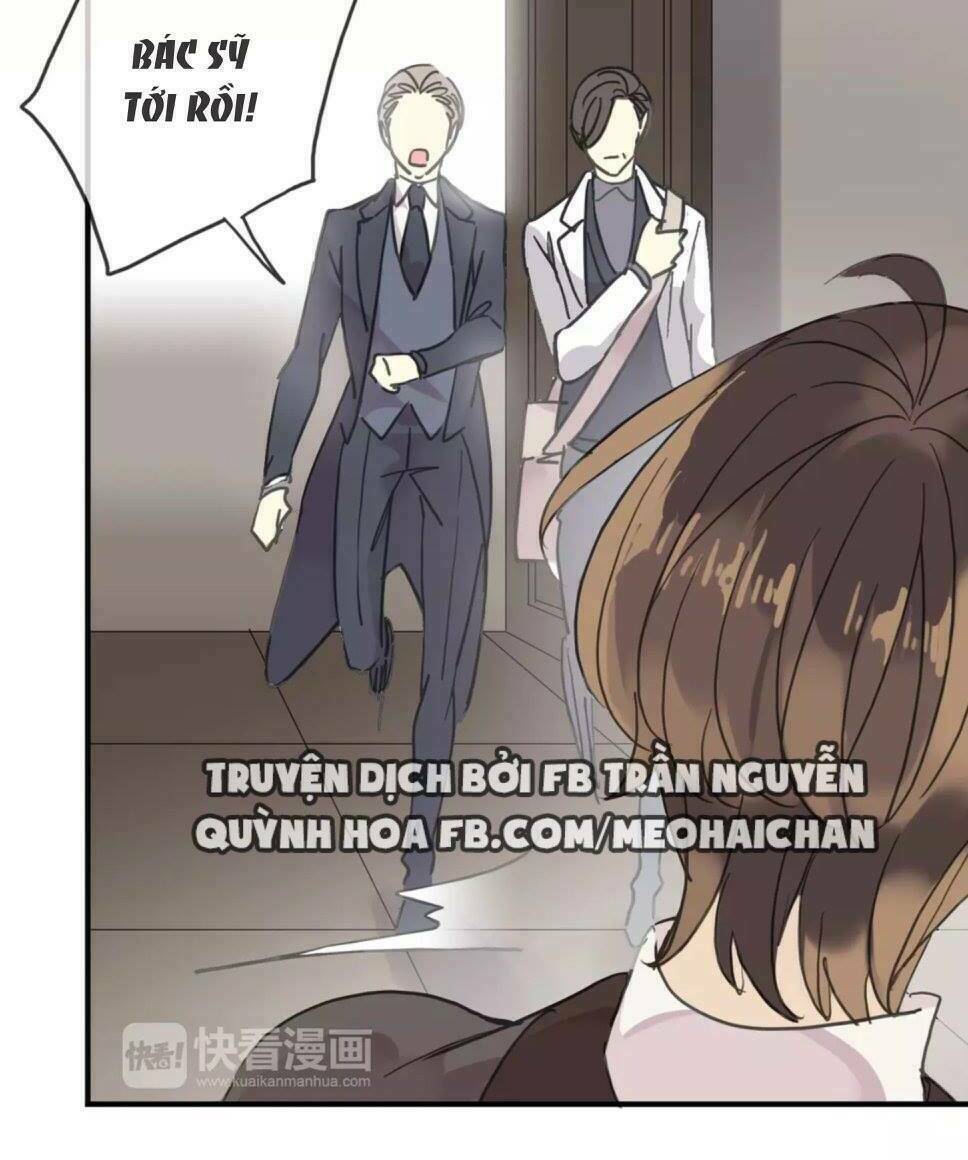 BÁC SỸ
TỚI RỒI!
TRUYỆN DỊCH BỞI FB TRẦN NGUYỄN
QUỲNH HOA FB.COM/MEOHAICHAN
快看! 快看漫画
www.kuaikanmanhua.com